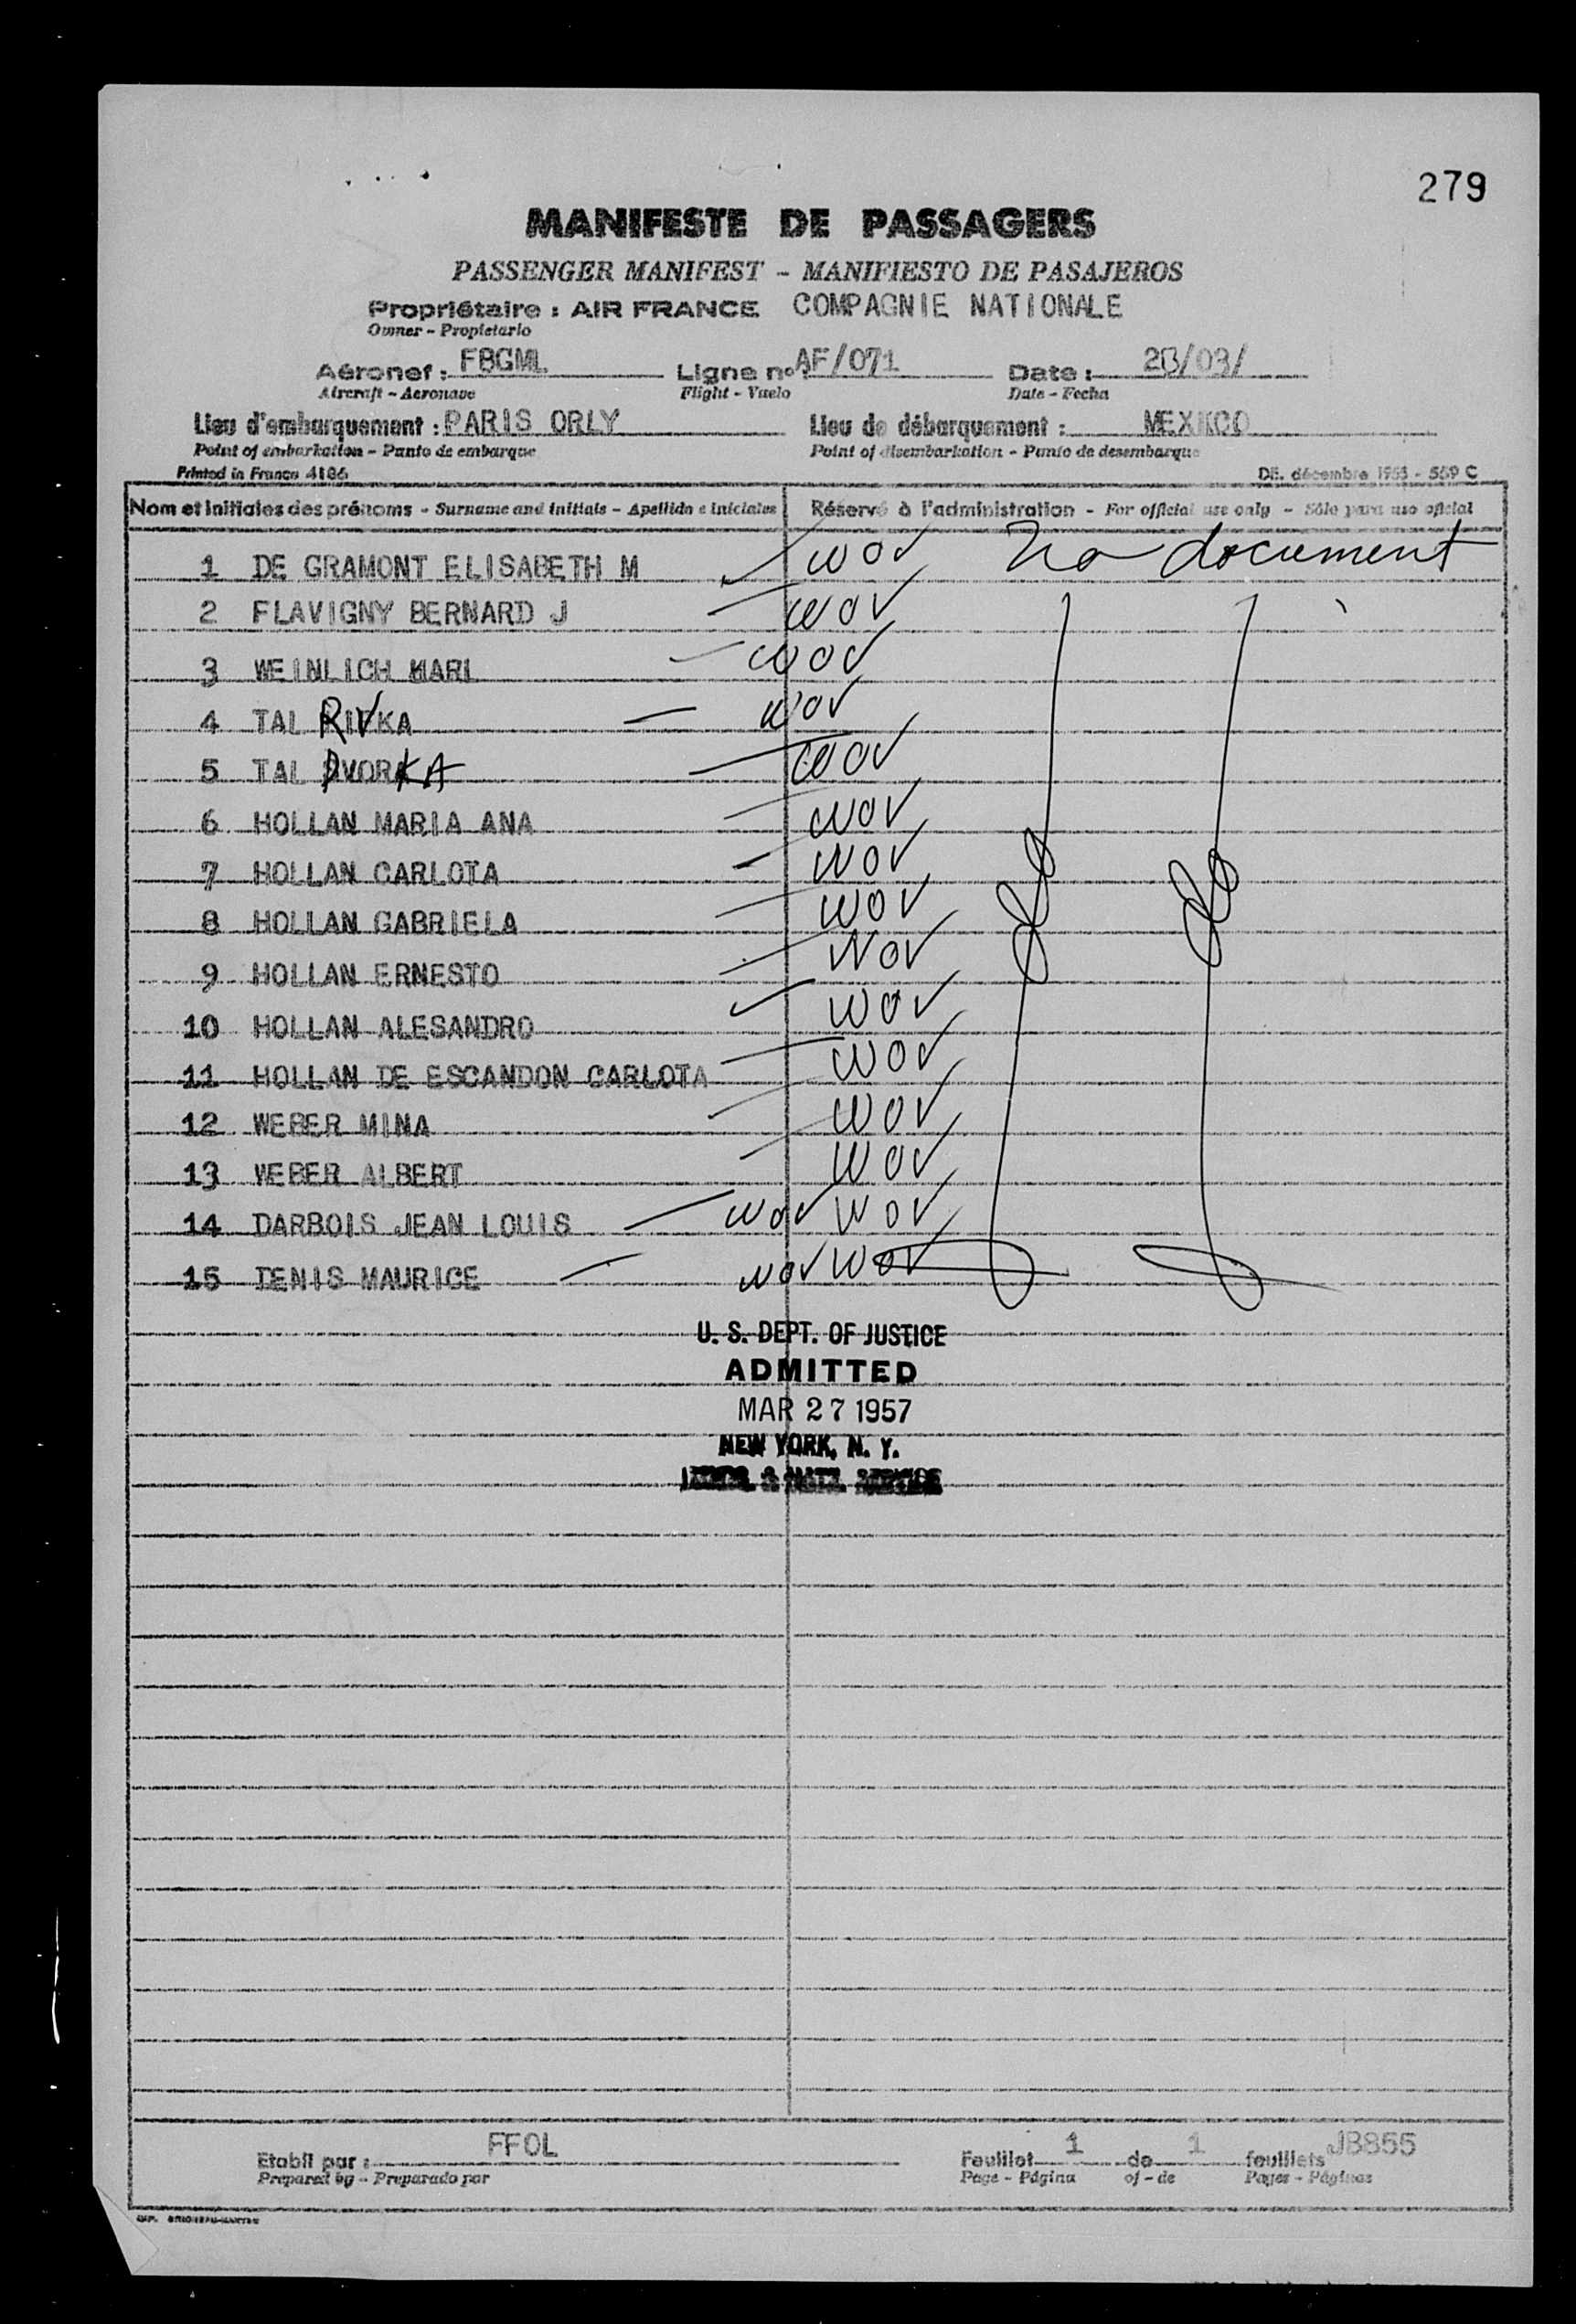 279
MANIFESTE DE PASSAGERS
PASSENGER MANIFEST - MANIFIESTO DE PASAJEROS
Propriétaire : AIR FRANCE COMPAGNIE NATIONALE
Owner - Propietario
Aéronef : FBGML Ligne no AF/071 Date : /03/
Aircraft - Aeronave Flight - Vuelo Date - Fecha
Lieu d'embarquement : PARIS ORLY Lieu de débarquement : MEXICO
Point of embarkation - Punto de embarque Point of disembarkation - Punto de desembarque
Printed in France 4186 DE. décembre 1953 - 569 C
Nom et initiales des prénoms - Surname and initials - Apellido e iniciales Réservé à l'administration - For official use only - Sólo para uso oficial
1 DE GRAMONT ELISABETH M WOV No document
2 FLAVIGNY BERNARD J WOV
3 WEINLICH KARL WOV
4 TAL RIVKA WOV
5 TAL DVORKA WOV
6 HOLLAN MARIA ANA WOV
7 HOLLAN CARLOTA WOV
8 HOLLAN GABRIELA WOV
9 HOLLAN ERNESTO WOV
10 HOLLAN ALESANDRO WOV
11 HOLLAN DE ESCANDON CARLOTA WOV
12 WEBER MINA WOV
13 WEBER ALBERT WOV
14 DARBOIS JEAN LOUIS WOV WOV
15 DENIS MAURICE WOV WOV
U. S. DEPT. OF JUSTICE
ADMITTED
MAR 27 1957
NEW YORK, N. Y.
Etabli par : FFOL Feuillet 1 de 1 feuillets JB855
Prepared by - Preparado por Page - Página of - de Pages - Páginas